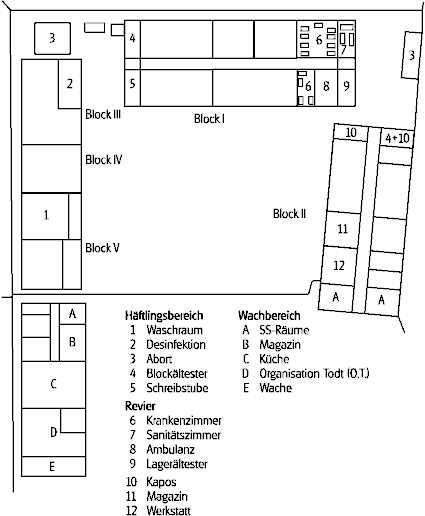 3
4
6
7
3
2
5
6
8
9
Block III
Block I
10
4+10
Block IV
1
Block II
11
Block V
12
A
A
A
B
C
D
E
Häftlingsbereich
1 Waschraum
2 Desinfektion
3 Abort
4 Blockältester
5 Schreibstube
Revier
6 Krankenzimmer
7 Sanitätszimmer
8 Ambulanz
9 Lagerältester
10 Kapos
11 Magazin
12 Werkstatt
Wachbereich
A SS-Räume
B Magazin
C Küche
D Organisation Todt (O.T.)
E Wache